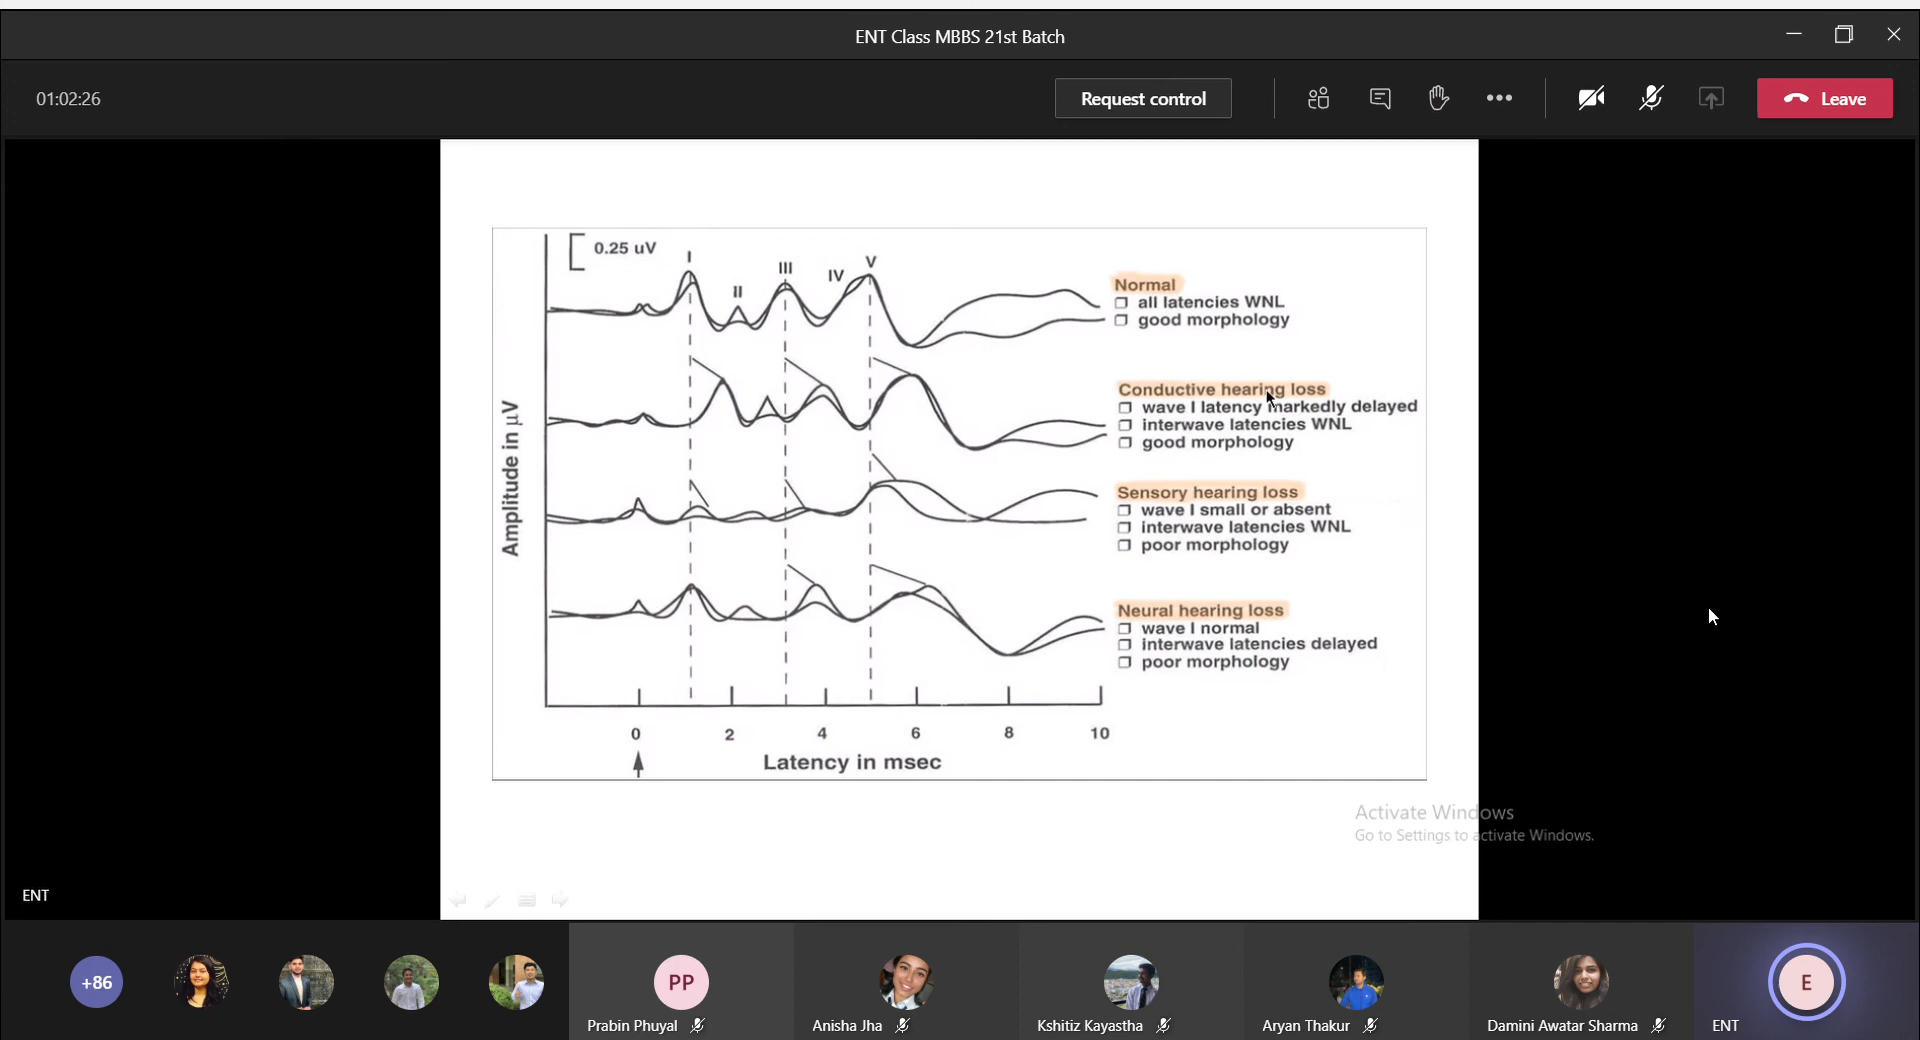 ENT Class MBBS 21st Batch
01:02:26
Request control
Leave
0.25 uV
I
II
III
IV
V
Normal
❐ all latencies WNL
❐ good morphology
Conductive hearing loss
❐ wave I latency markedly delayed
❐ interwave latencies WNL
❐ good morphology
Sensory hearing loss
❐ wave I small or absent
❐ interwave latencies WNL
❐ poor morphology
Neural hearing loss
❐ wave I normal
❐ interwave latencies delayed
❐ poor morphology
Amplitude in μV
0 2 4 6 8 10
Latency in msec
Activate Windows
Go to Settings to activate Windows.
ENT
+86
PP
Prabin Phuyal
Anisha Jha
Kshitiz Kayastha
Aryan Thakur
Damini Awatar Sharma
E
ENT